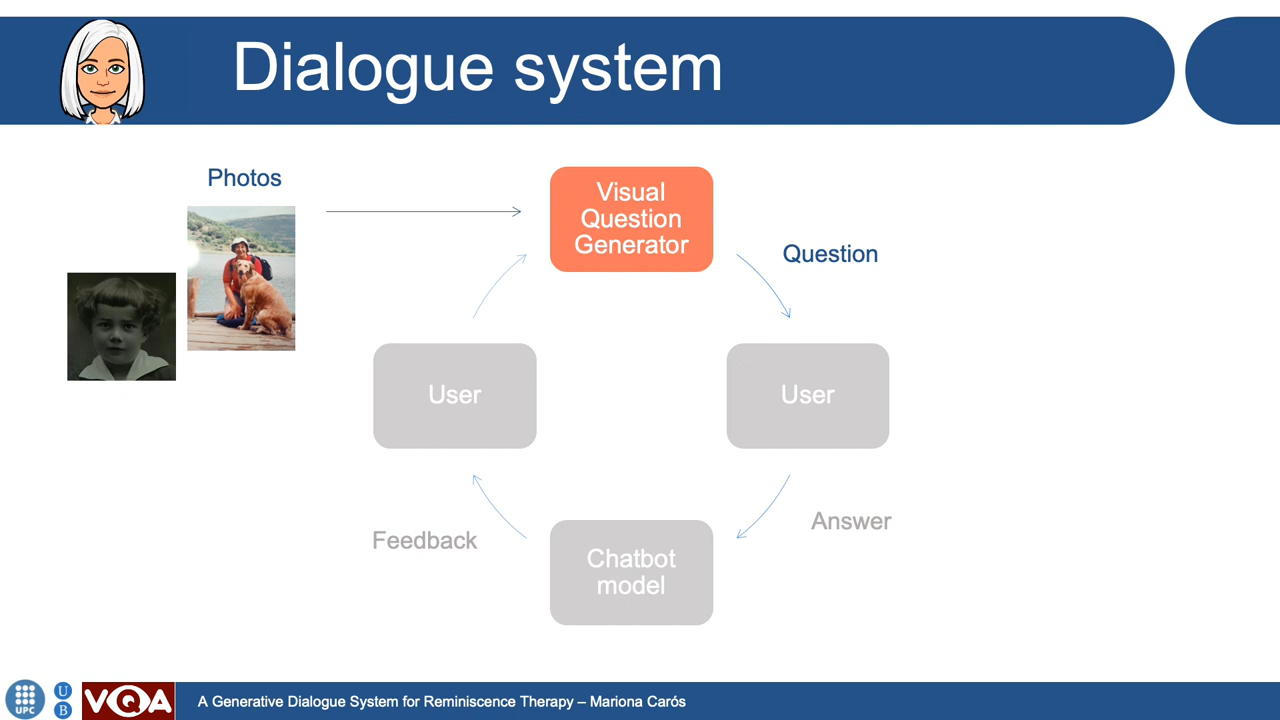 Dialogue system
Photos
Visual
Question
Generator
Question
User
User
Answer
Feedback
Chatbot
model
UPC
U
B
VQA
A Generative Dialogue System for Reminiscence Therapy – Mariona Carós